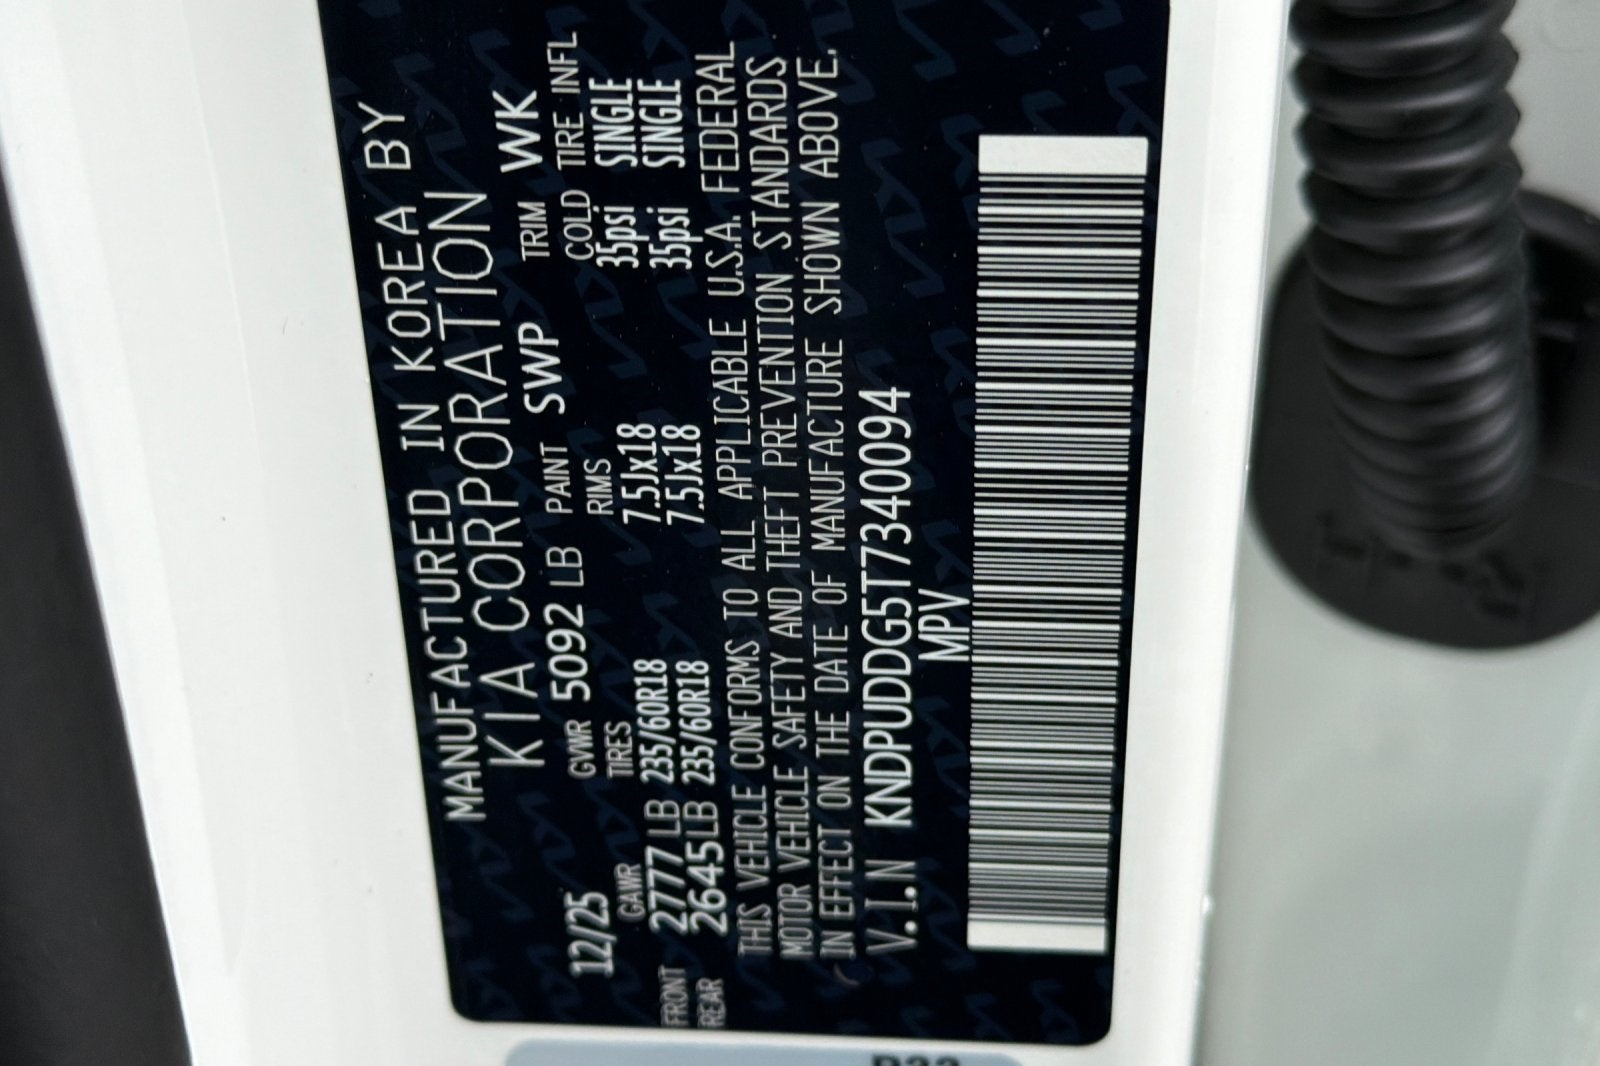 MANUFACTURED IN KOREA BY
KIA CORPORATION
12/25 GVWR 5092 LB PAINT SWP TRIM WK
GAWR TIRES RIMS COLD TIRE INFL
FRONT 2777 LB 235/60R18 7.5Jx18 35psi SINGLE
REAR 2645LB 235/60R18 7.5Jx18 35psi SINGLE
THIS VEHICLE CONFORMS TO ALL APPLICABLE U.S.A. FEDERAL
MOTOR VEHICLE SAFETY AND THEFT PREVENTION STANDARDS
IN EFFECT ON THE DATE OF MANUFACTURE SHOWN ABOVE.
V.I.N KNDPUDDG5T7340094
MPV